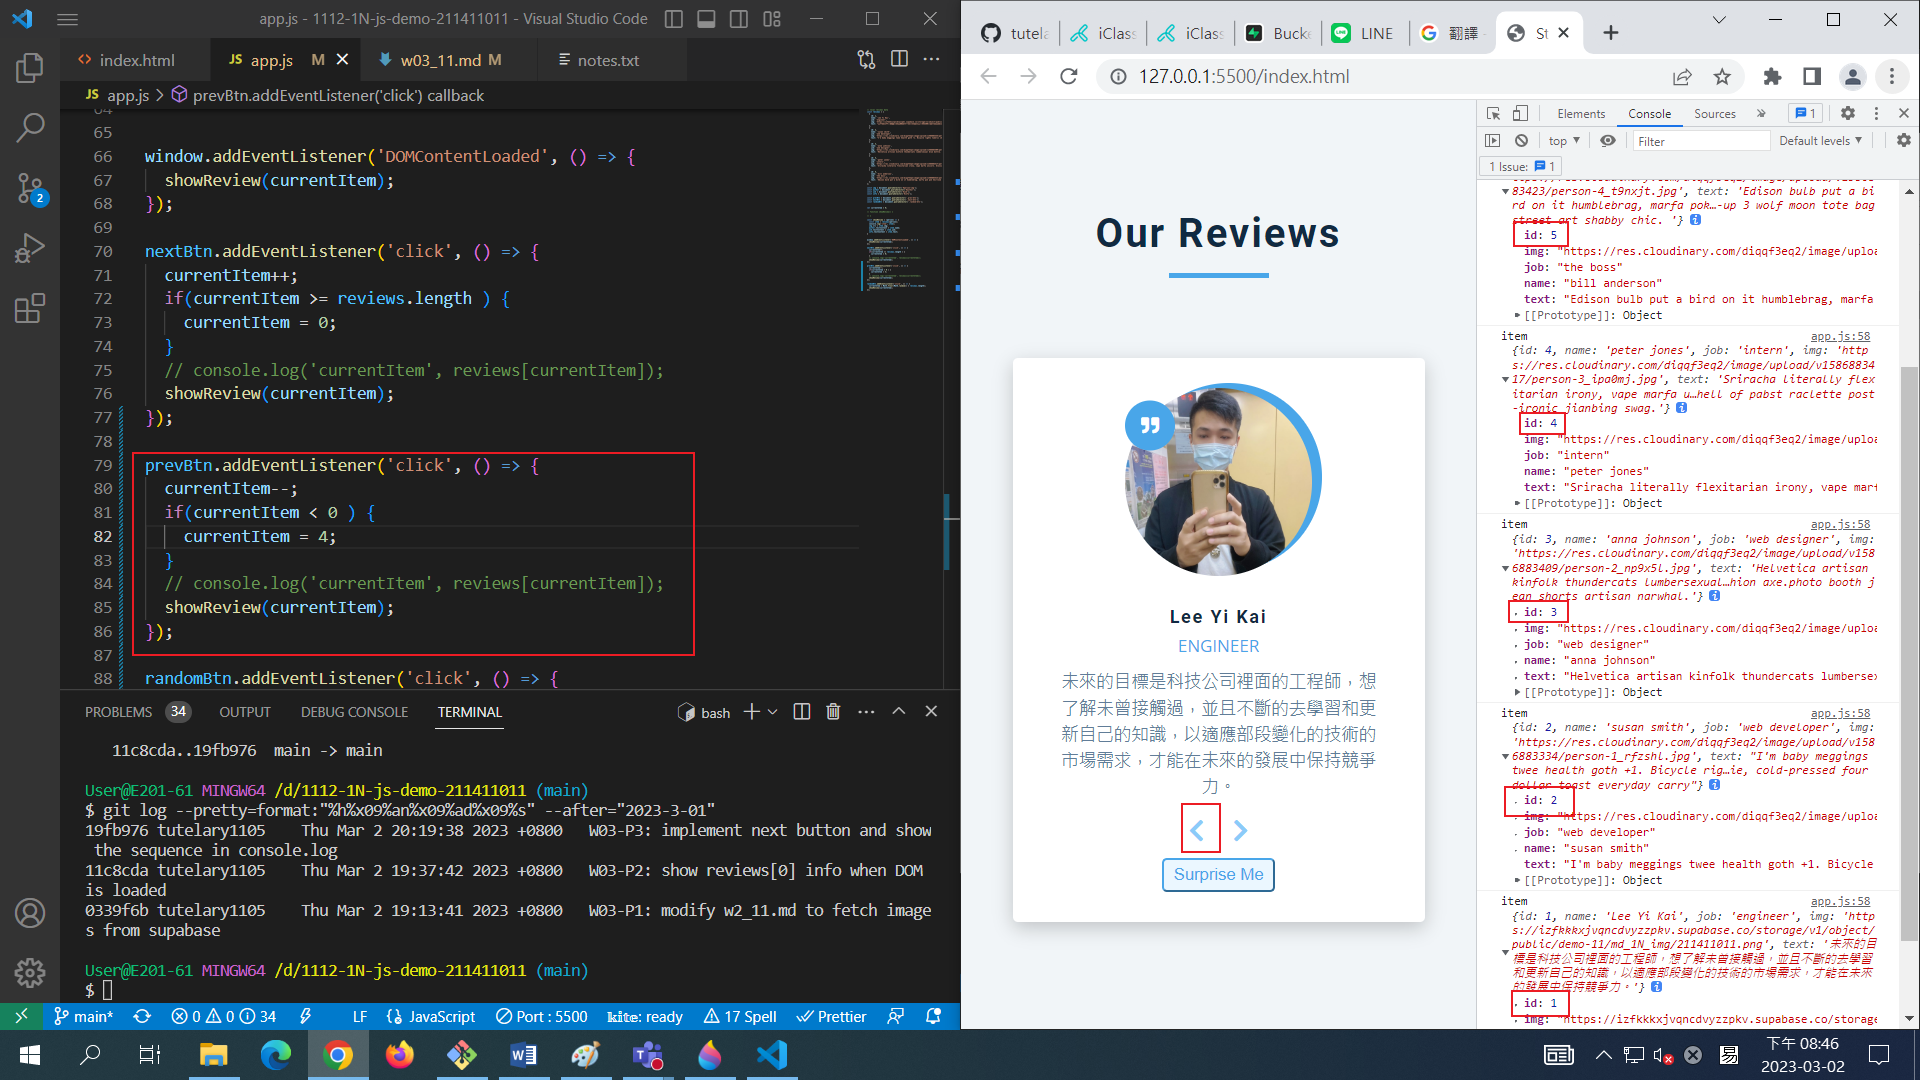 app.js - 1112-1N-js-demo-211411011 - Visual Studio Code
index.html
JS app.js M
w03_11.md M
notes.txt
JS app.js > prevBtn.addEventListener('click') callback
64
65
66 window.addEventListener('DOMContentLoaded', () => {
67 showReview(currentItem);
68 });
69
70 nextBtn.addEventListener('click', () => {
71 currentItem++;
72 if(currentItem >= reviews.length ) {
73 currentItem = 0;
74 }
75 // console.log('currentItem', reviews[currentItem]);
76 showReview(currentItem);
77 });
78
79 prevBtn.addEventListener('click', () => {
80 currentItem--;
81 if(currentItem < 0 ) {
82 currentItem = 4;
83 }
84 // console.log('currentItem', reviews[currentItem]);
85 showReview(currentItem);
86 });
87
88 randomBtn.addEventListener('click', () => {
2
PROBLEMS 34 OUTPUT DEBUG CONSOLE TERMINAL bash
11c8cda..19fb976 main -> main
User@E201-61 MINGW64 /d/1112-1N-js-demo-211411011 (main)
$ git log --pretty=format:"%h%x09%an%x09%ad%x09%s" --after="2023-3-01"
19fb976 tutelary1105 Thu Mar 2 20:19:38 2023 +0800 W03-P3: implement next button and show
the sequence in console.log
11c8cda tutelary1105 Thu Mar 2 19:37:42 2023 +0800 W03-P2: show reviews[0] info when DOM
is loaded
0339f6b tutelary1105 Thu Mar 2 19:13:41 2023 +0800 W03-P1: modify w2_11.md to fetch image
s from supabase
User@E201-61 MINGW64 /d/1112-1N-js-demo-211411011 (main)
$
main* 0 0 34 LF {} JavaScript Port : 5500 kite: ready 17 Spell Prettier
tutela iClass iClass Bucke LINE 翻譯 St
127.0.0.1:5500/index.html
Our Reviews
Lee Yi Kai
ENGINEER
未來的目標是科技公司裡面的工程師，想
了解未曾接觸過，並且不斷的去學習和更
新自己的知識，以適應部段變化的技術的
市場需求，才能在未來的發展中保持競爭
力。
Surprise Me
Elements Console Sources » 1
top Filter Default levels
1 Issue: 1
83423/person-4_t9nxjt.jpg', text: 'Edison bulb put a bi
rd on it humblebrag, marfa pok…-up 3 wolf moon tote bag
street art shabby chic. '}
id: 5
img: "https://res.cloudinary.com/diqqf3eq2/image/uploa
job: "the boss"
name: "bill anderson"
text: "Edison bulb put a bird on it humblebrag, marfa
[[Prototype]]: Object
item app.js:58
{id: 4, name: 'peter jones', job: 'intern', img: 'http
s://res.cloudinary.com/diqqf3eq2/image/upload/v15868834
17/person-3_ipa0mj.jpg', text: 'Sriracha literally flex
itarian irony, vape marfa u…hell of pabst raclette post
-ironic jianbing swag.'}
id: 4
img: "https://res.cloudinary.com/diqqf3eq2/image/uploa
job: "intern"
name: "peter jones"
text: "Sriracha literally flexitarian irony, vape marf
[[Prototype]]: Object
item app.js:58
{id: 3, name: 'anna johnson', job: 'web designer', img:
'https://res.cloudinary.com/diqqf3eq2/image/upload/v158
6883409/person-2_np9x5l.jpg', text: 'Helvetica artisan
kinfolk thundercats lumbersexual…hion axe.photo booth j
ean shorts artisan narwhal.'}
id: 3
img: "https://res.cloudinary.com/diqqf3eq2/image/uploa
job: "web designer"
name: "anna johnson"
text: "Helvetica artisan kinfolk thundercats lumbersex
[[Prototype]]: Object
item app.js:58
{id: 2, name: 'susan smith', job: 'web developer', img:
'https://res.cloudinary.com/diqqf3eq2/image/upload/v158
6883334/person-1_rfzshl.jpg', text: "I'm baby meggings
twee health goth +1. Bicycle rig…ie, cold-pressed four
dollar toast everyday carry"}
id: 2
img: "https://res.cloudinary.com/diqqf3eq2/image/uploa
job: "web developer"
name: "susan smith"
text: "I'm baby meggings twee health goth +1. Bicycle
[[Prototype]]: Object
item app.js:58
{id: 1, name: 'Lee Yi Kai', job: 'engineer', img: 'http
s://izfkkkxjvqncdvyzzpkv.supabase.co/storage/v1/object/
public/demo-11/md_1N_img/211411011.png', text: '未來的目
標是科技公司裡面的工程師，想了解未曾接觸過，並且不斷的去學習
和更新自己的知識，以適應部段變化的技術的市場需求，才能在未來
的發展中保持競爭力。'}
id: 1
img: "https://izfkkkxjvqncdvyzzpkv.supabase.co/storage
易
下午 08:46
2023-03-02